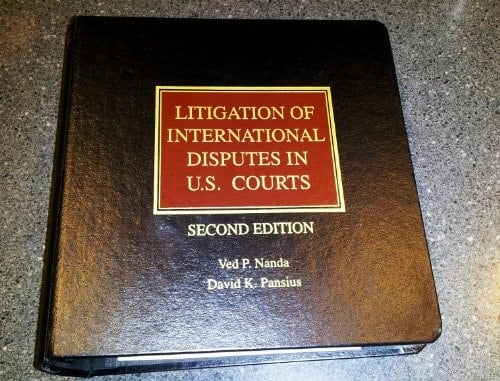 LITIGATION OF
INTERNATIONAL
DISPUTES IN
U.S. COURTS
SECOND EDITION
Ved P. Nanda
David K. Pansius